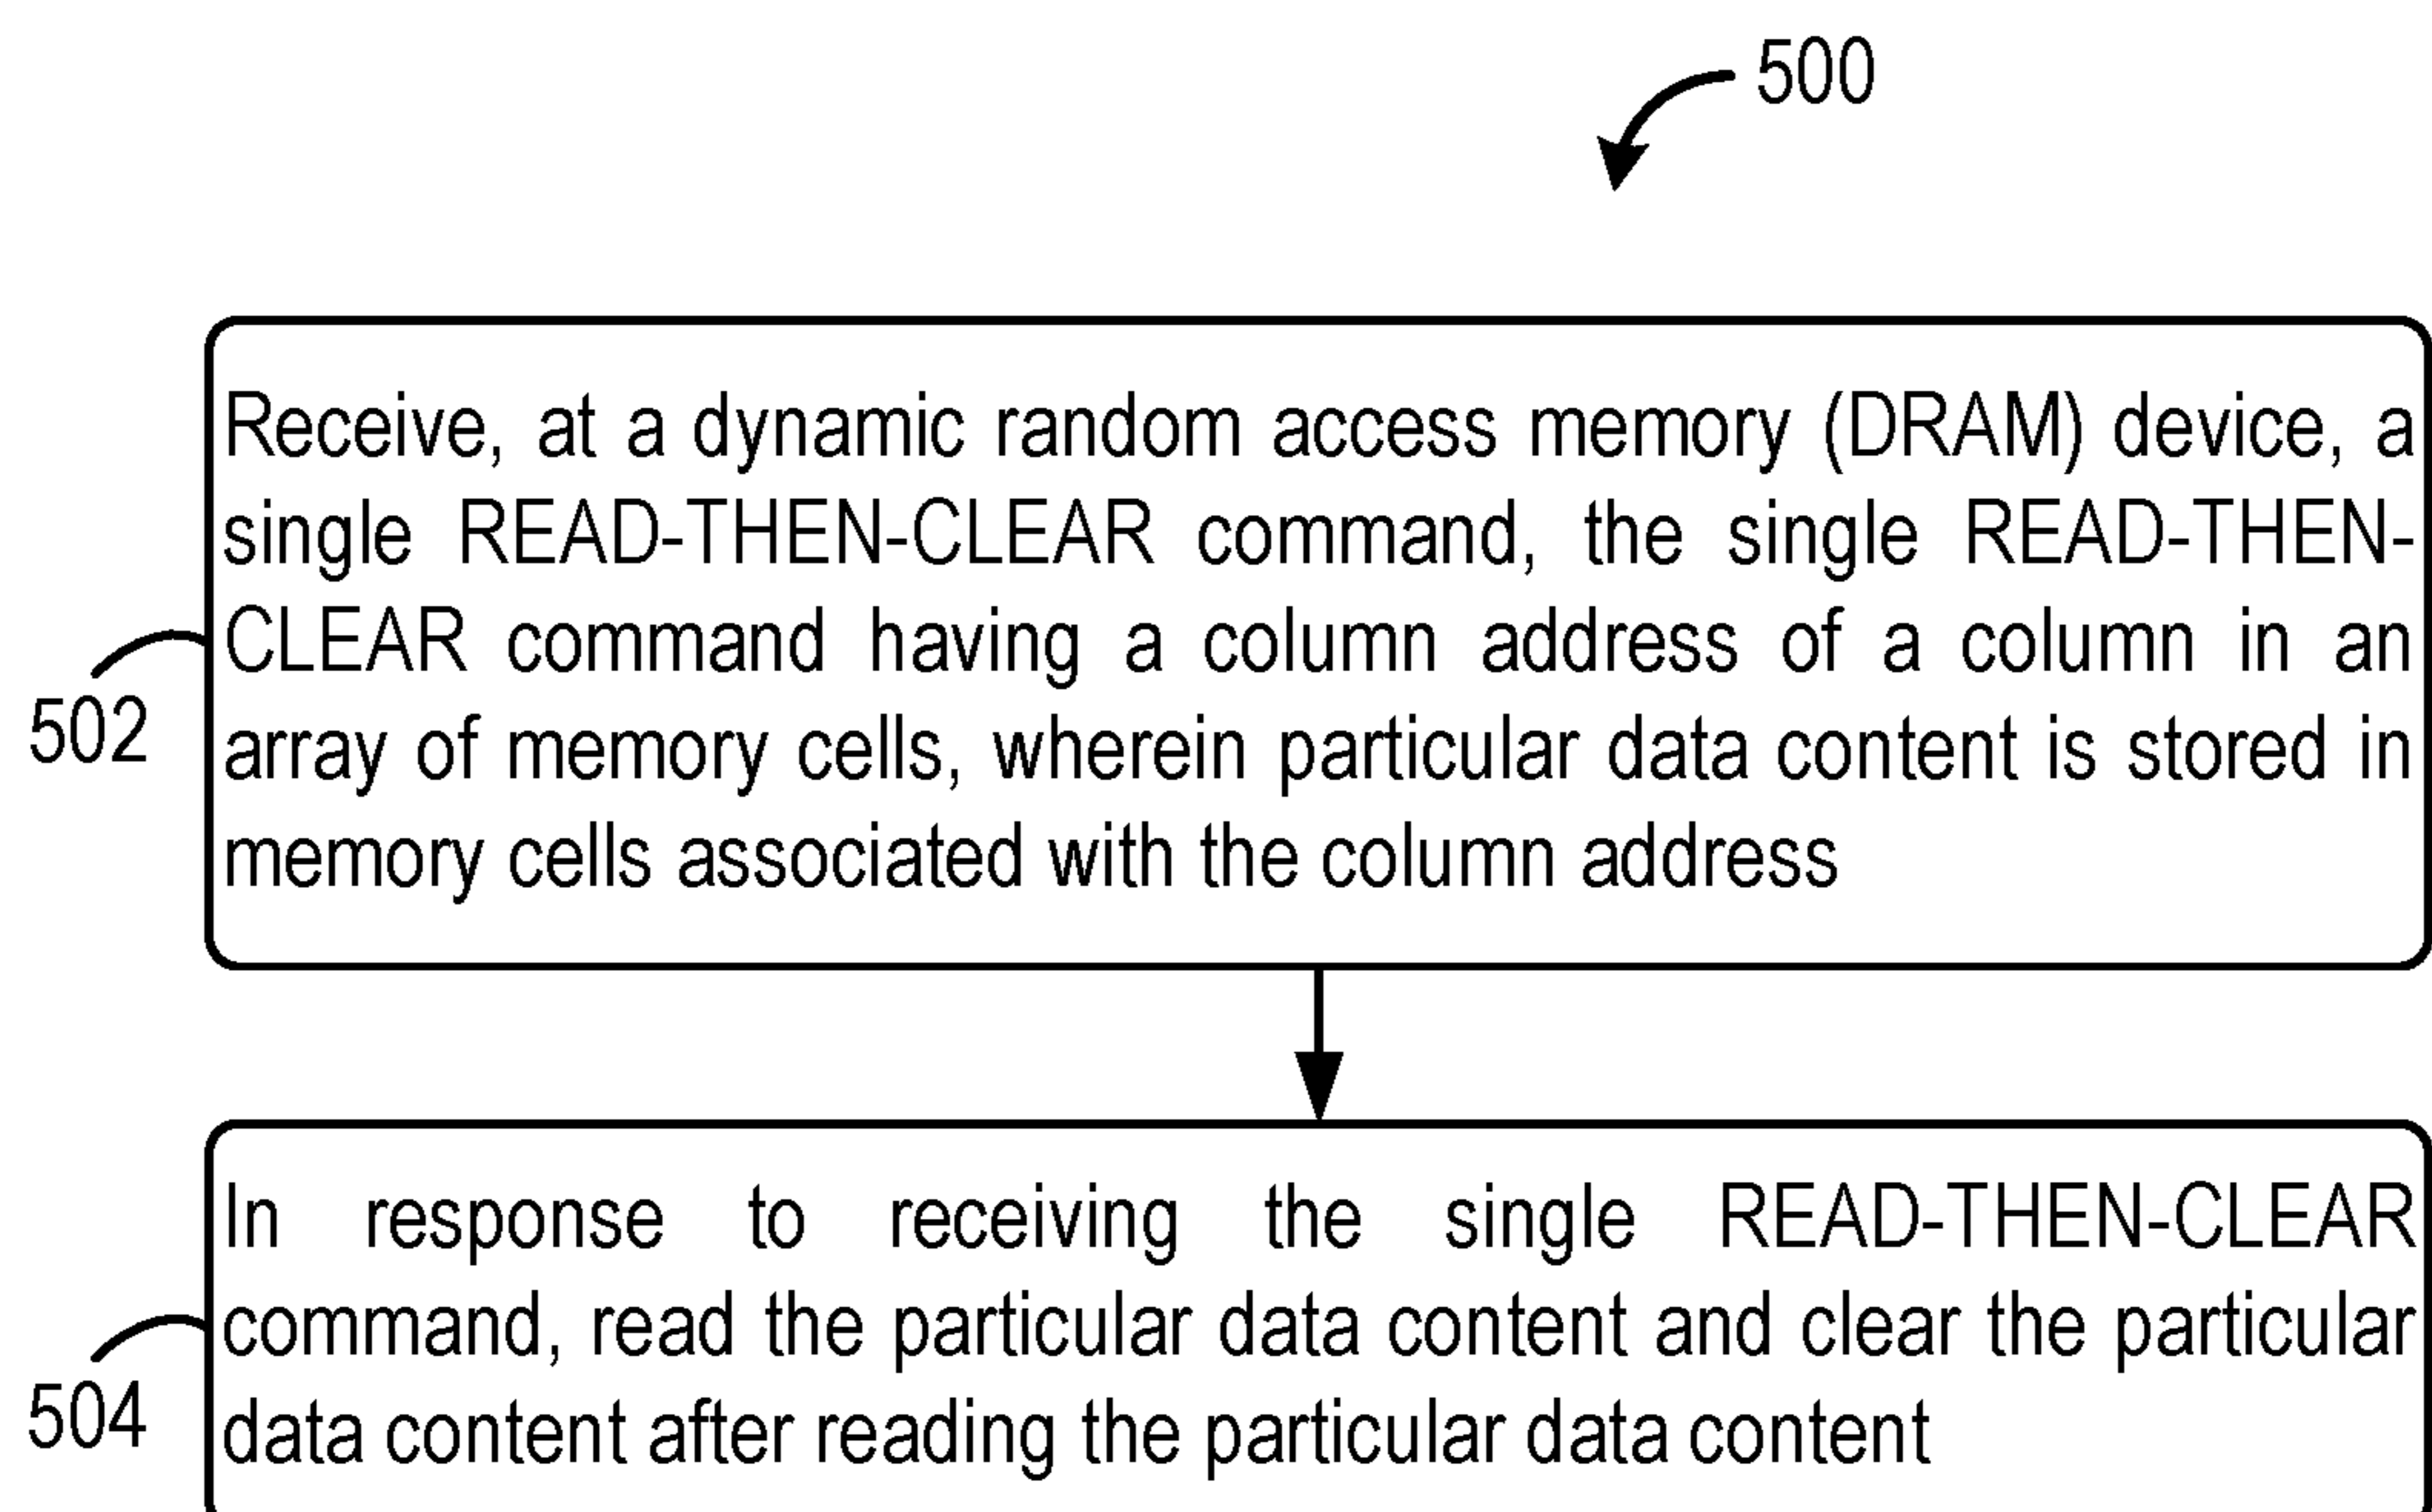 500
Receive, at a dynamic random access memory (DRAM) device, a
single READ-THEN-CLEAR command, the single READ-THEN-
CLEAR command having a column address of a column in an
array of memory cells, wherein particular data content is stored in
memory cells associated with the column address
502
In response to receiving the single READ-THEN-CLEAR
command, read the particular data content and clear the particular
data content after reading the particular data content
504